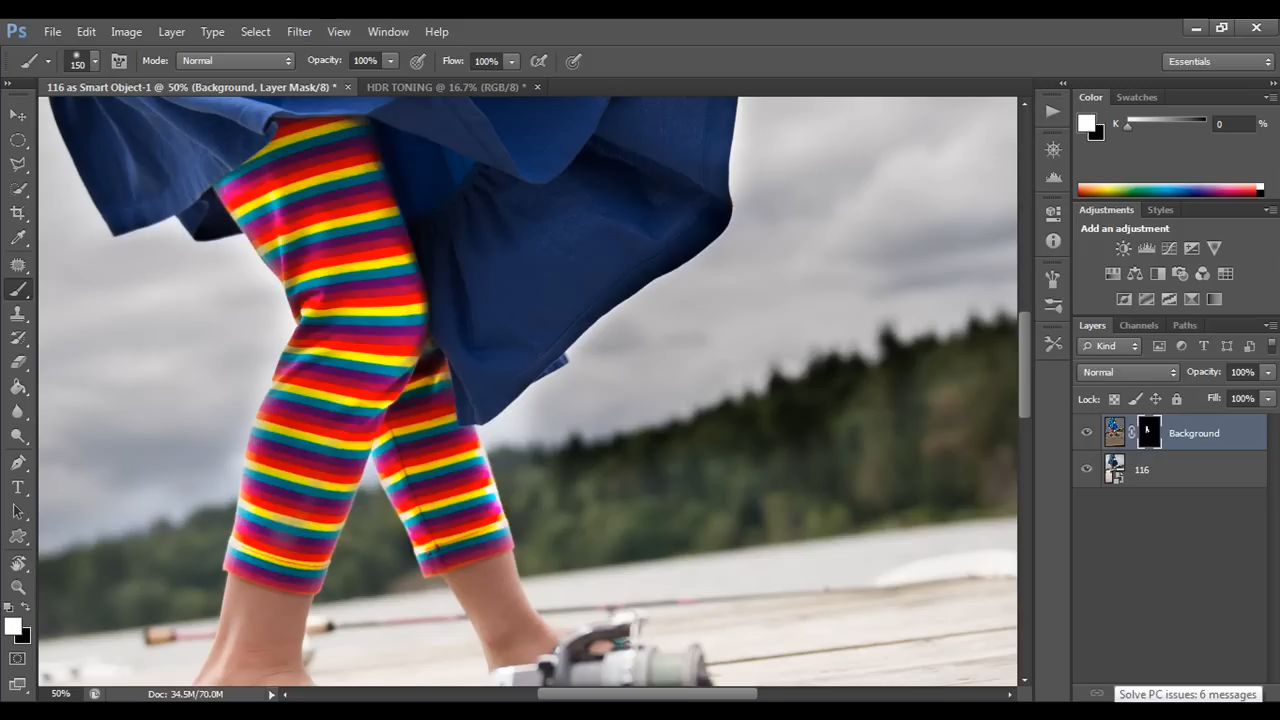 Ps File Edit Image Layer Type Select Filter View Window Help
150 Mode: Normal Opacity: 100% Flow: 100% Essentials
116 as Smart Object-1 @ 50% (Background, Layer Mask/8) * × HDR TONING @ 16.7% (RGB/8) * ×
Color Swatches
K 0 %
Adjustments Styles
Add an adjustment
Layers Channels Paths
Kind
Normal Opacity: 100%
Lock: Fill: 100%
Background
116
50% Doc: 34.5M/70.0M
Solve PC issues: 6 messages